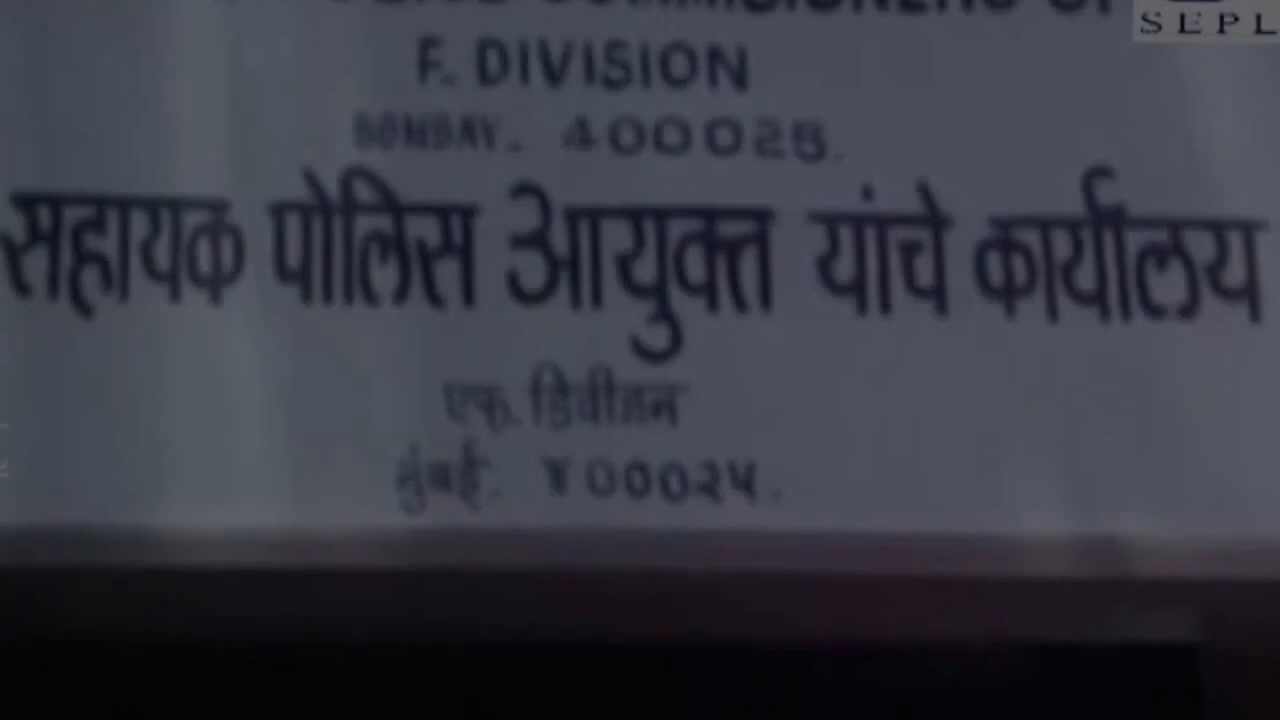 SEPL
F. DIVISION
BOMBAY. 400025.
सहायक पोलिस आयुक्त यांचे कार्यालय
एफ. डिवीजन
मुंबई. ४०००२५.